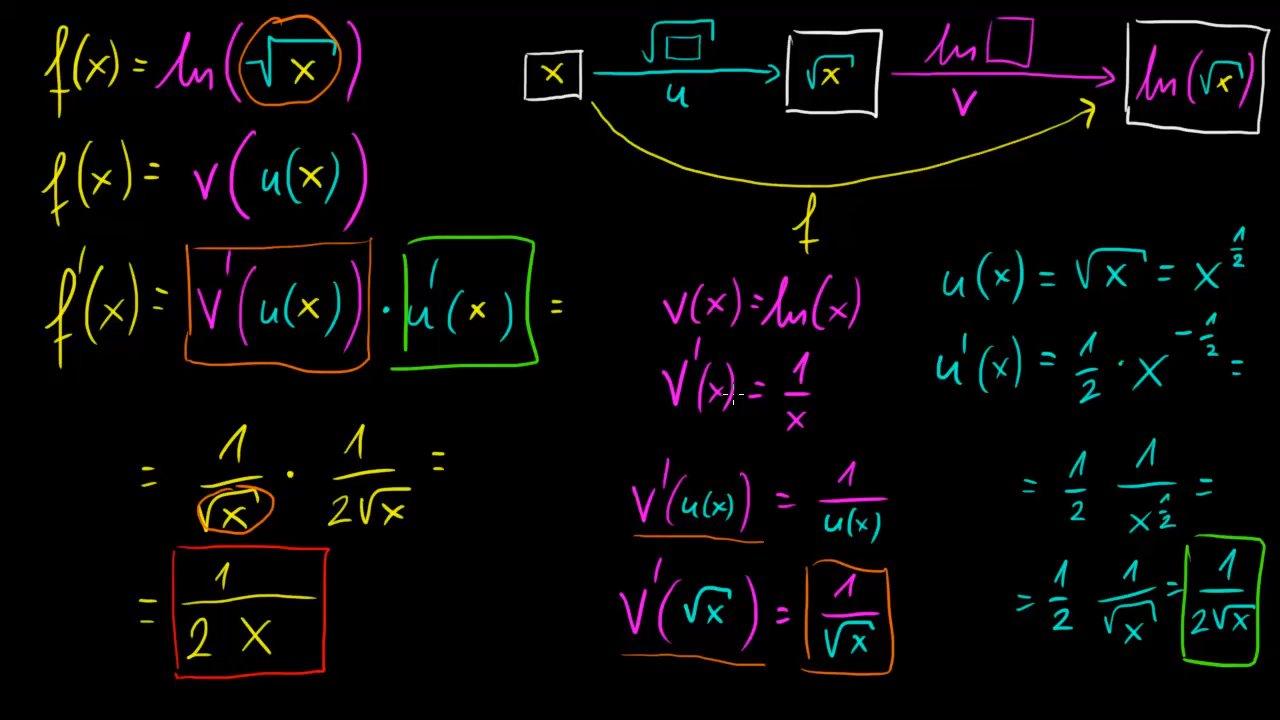 f(x) = ln(√x)
f(x) = v(u(x))
f'(x) = v'(u(x)) · u'(x) =
= 1/√x · 1/2√x =
= 1/2x
x √□ u √x ln□ v ln(√x)
f
v(x) = ln(x)
v'(x) = 1/x
v'(u(x)) = 1/u(x)
v'(√x) = 1/√x
u(x) = √x = x^1/2
u'(x) = 1/2 · x^-1/2 =
= 1/2 1/x^1/2 =
= 1/2 1/√x = 1/2√x